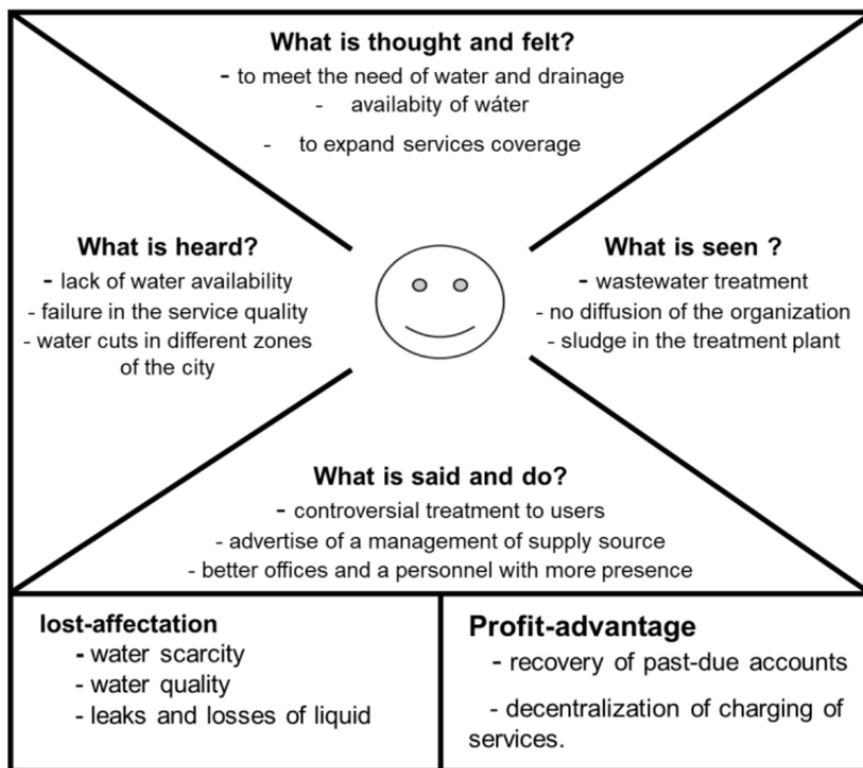 What is thought and felt?
- to meet the need of water and drainage
- availabity of wáter
- to expand services coverage
What is heard?
- lack of water availability
- failure in the service quality
- water cuts in different zones
of the city
What is seen ?
- wastewater treatment
- no diffusion of the organization
- sludge in the treatment plant
What is said and do?
- controversial treatment to users
- advertise of a management of supply source
- better offices and a personnel with more presence
lost-affectation
- water scarcity
- water quality
- leaks and losses of liquid
Profit-advantage
- recovery of past-due accounts
- decentralization of charging of
services.